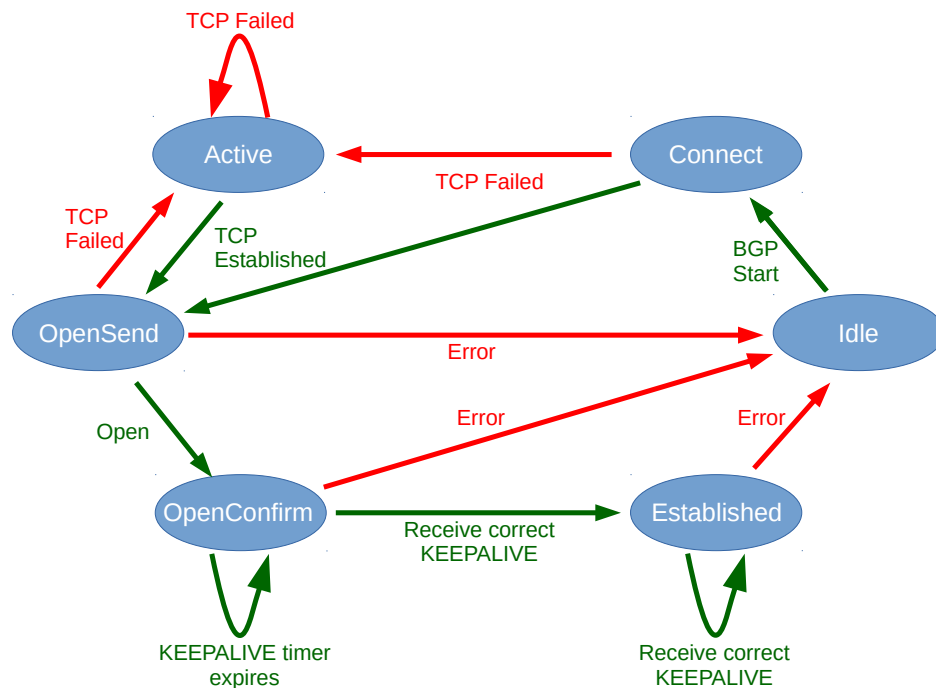 TCP Failed
Active
Connect
TCP Failed
TCP
Failed
TCP
Established
BGP
Start
OpenSend
Idle
Error
Open
Error
Error
OpenConfirm
Established
Receive correct
KEEPALIVE
KEEPALIVE timer
expires
Receive correct
KEEPALIVE